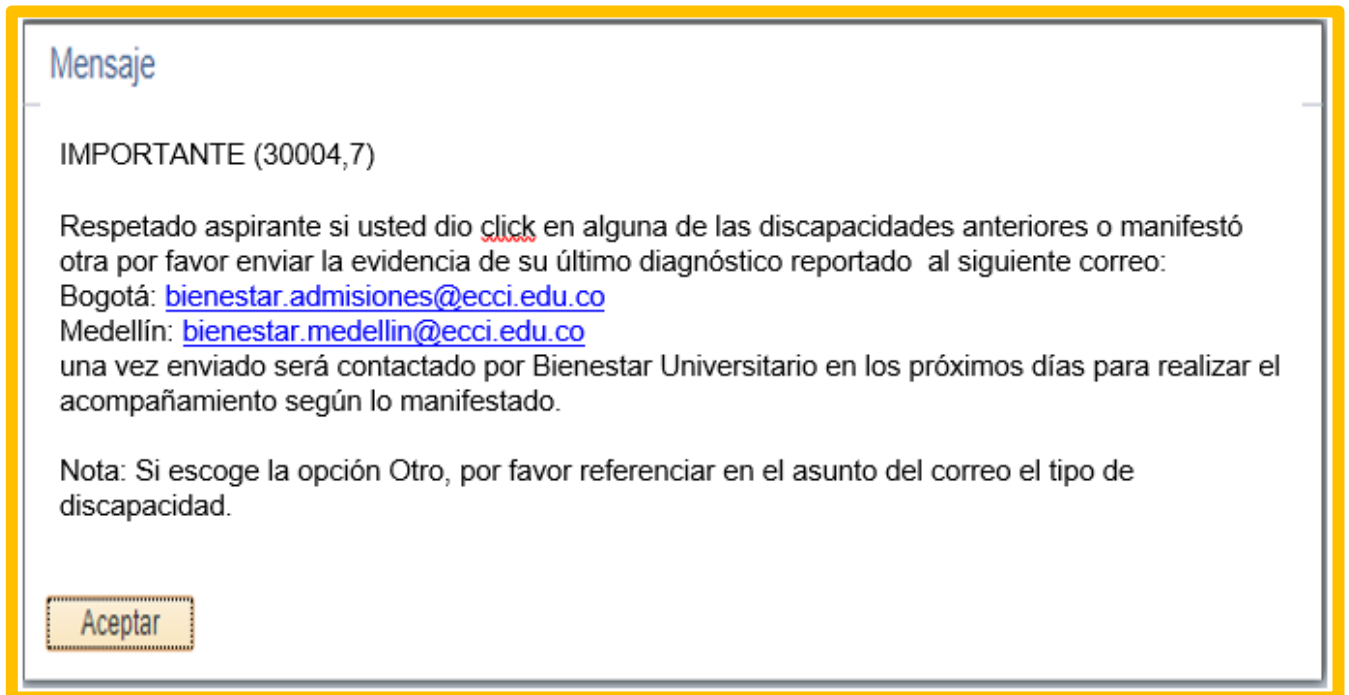 Mensaje
IMPORTANTE (30004,7)
Respetado aspirante si usted dio click en alguna de las discapacidades anteriores o manifestó
otra por favor enviar la evidencia de su último diagnóstico reportado  al siguiente correo:
Bogotá: bienestar.admisiones@ecci.edu.co
Medellín: bienestar.medellin@ecci.edu.co
una vez enviado será contactado por Bienestar Universitario en los próximos días para realizar el
acompañamiento según lo manifestado.
Nota: Si escoge la opción Otro, por favor referenciar en el asunto del correo el tipo de
discapacidad.
Aceptar